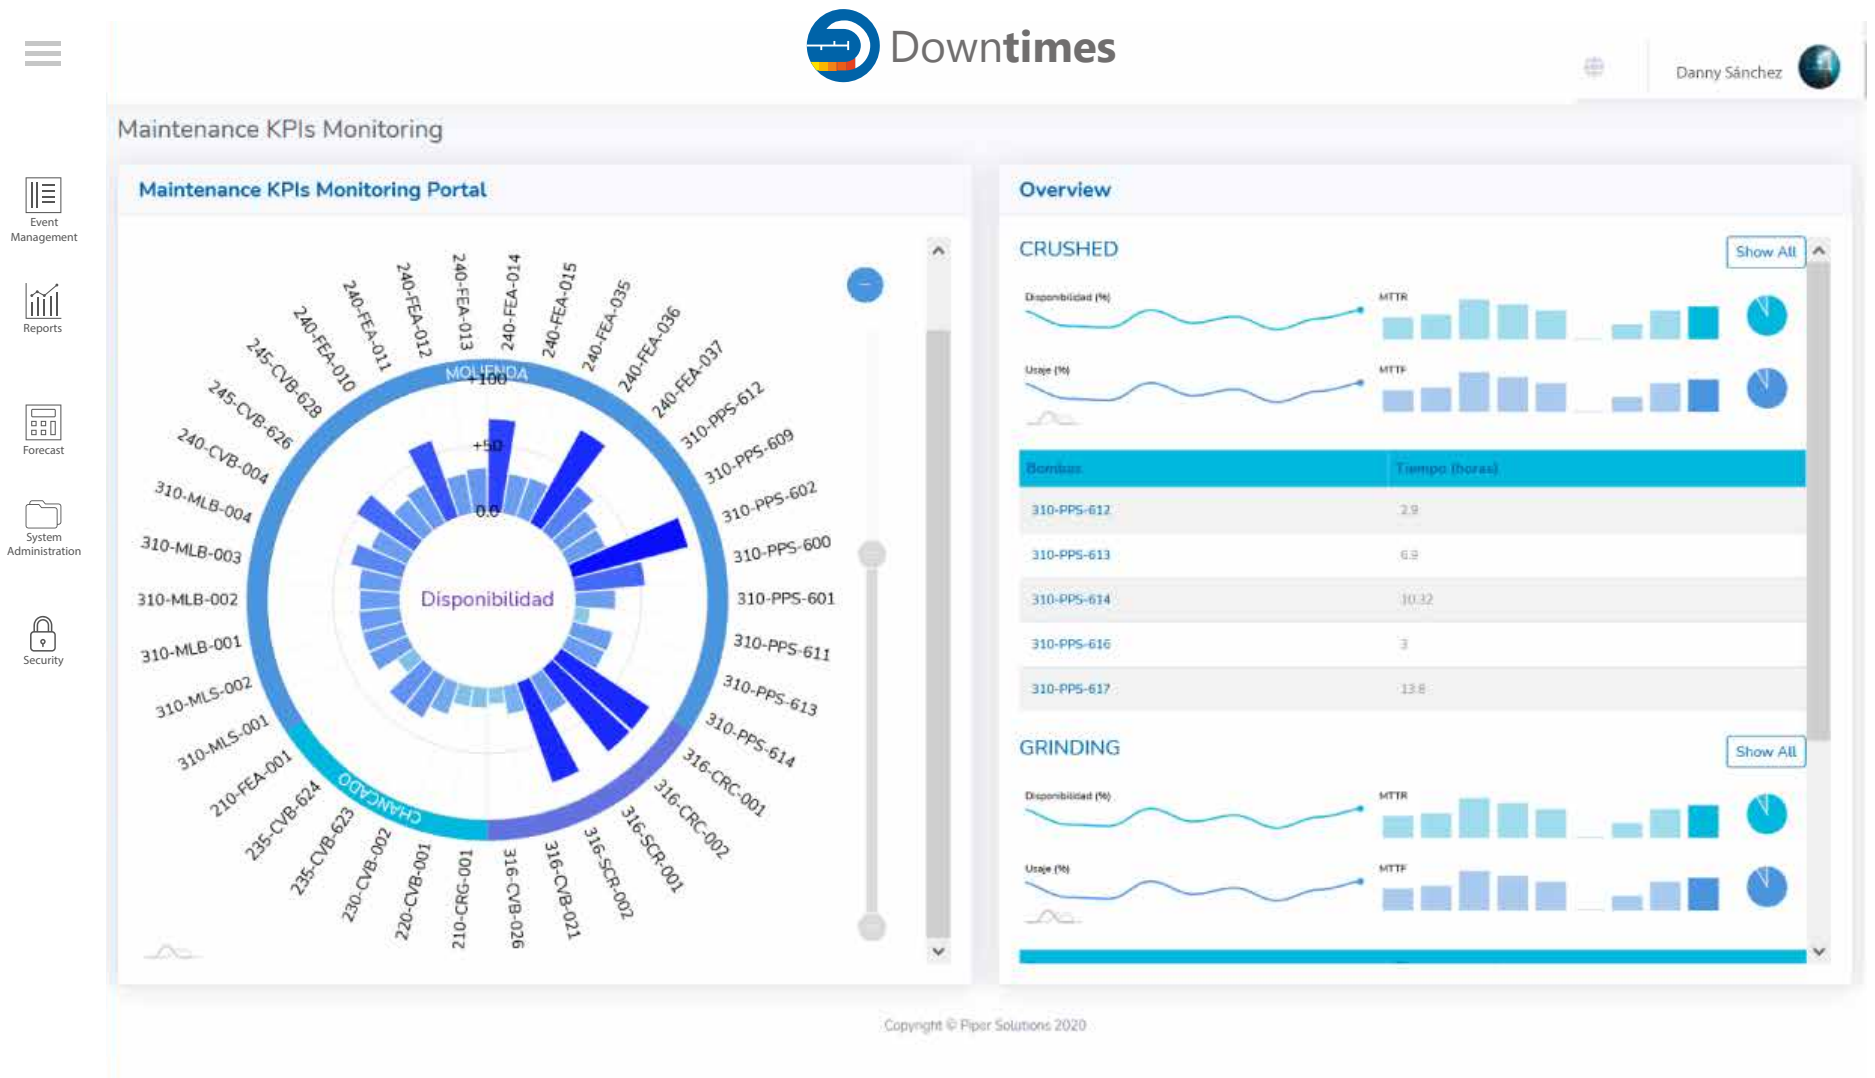 Downtimes
Danny Sánchez
Maintenance KPIs Monitoring
Event
Management
Reports
Forecast
System
Administration
Security
Maintenance KPIs Monitoring Portal
240-FEA-014
240-FEA-015
240-FEA-035
240-FEA-036
240-FEA-037
310-PPS-612
310-PPS-609
310-PPS-602
310-PPS-600
310-PPS-601
310-PPS-611
310-PPS-613
310-PPS-614
316-CRC-001
316-CRC-002
316-SCR-001
316-SCR-002
316-CVB-021
316-CVB-026
210-CRG-001
220-CVB-001
230-CVB-002
235-CVB-623
235-CVB-624
210-FEA-001
310-MLS-001
310-MLS-002
310-MLB-001
310-MLB-002
310-MLB-003
310-MLB-004
240-CVB-004
245-CVB-626
245-CVB-628
240-FEA-010
240-FEA-011
240-FEA-012
240-FEA-013
MOLIENDA
+100
+50
0.0
Disponibilidad
CHANCADO
Overview
CRUSHED
Show All
Disponibilidad (%)
MTTR
Usaje (%)
MTTF
Bombas
Tiempo (horas)
310-PPS-612 2.9
310-PPS-613 6.9
310-PPS-614 10.32
310-PPS-616 3
310-PPS-617 13.8
GRINDING
Show All
Disponibilidad (%)
MTTR
Usaje (%)
MTTF
Copyright © Piper Solutions 2020